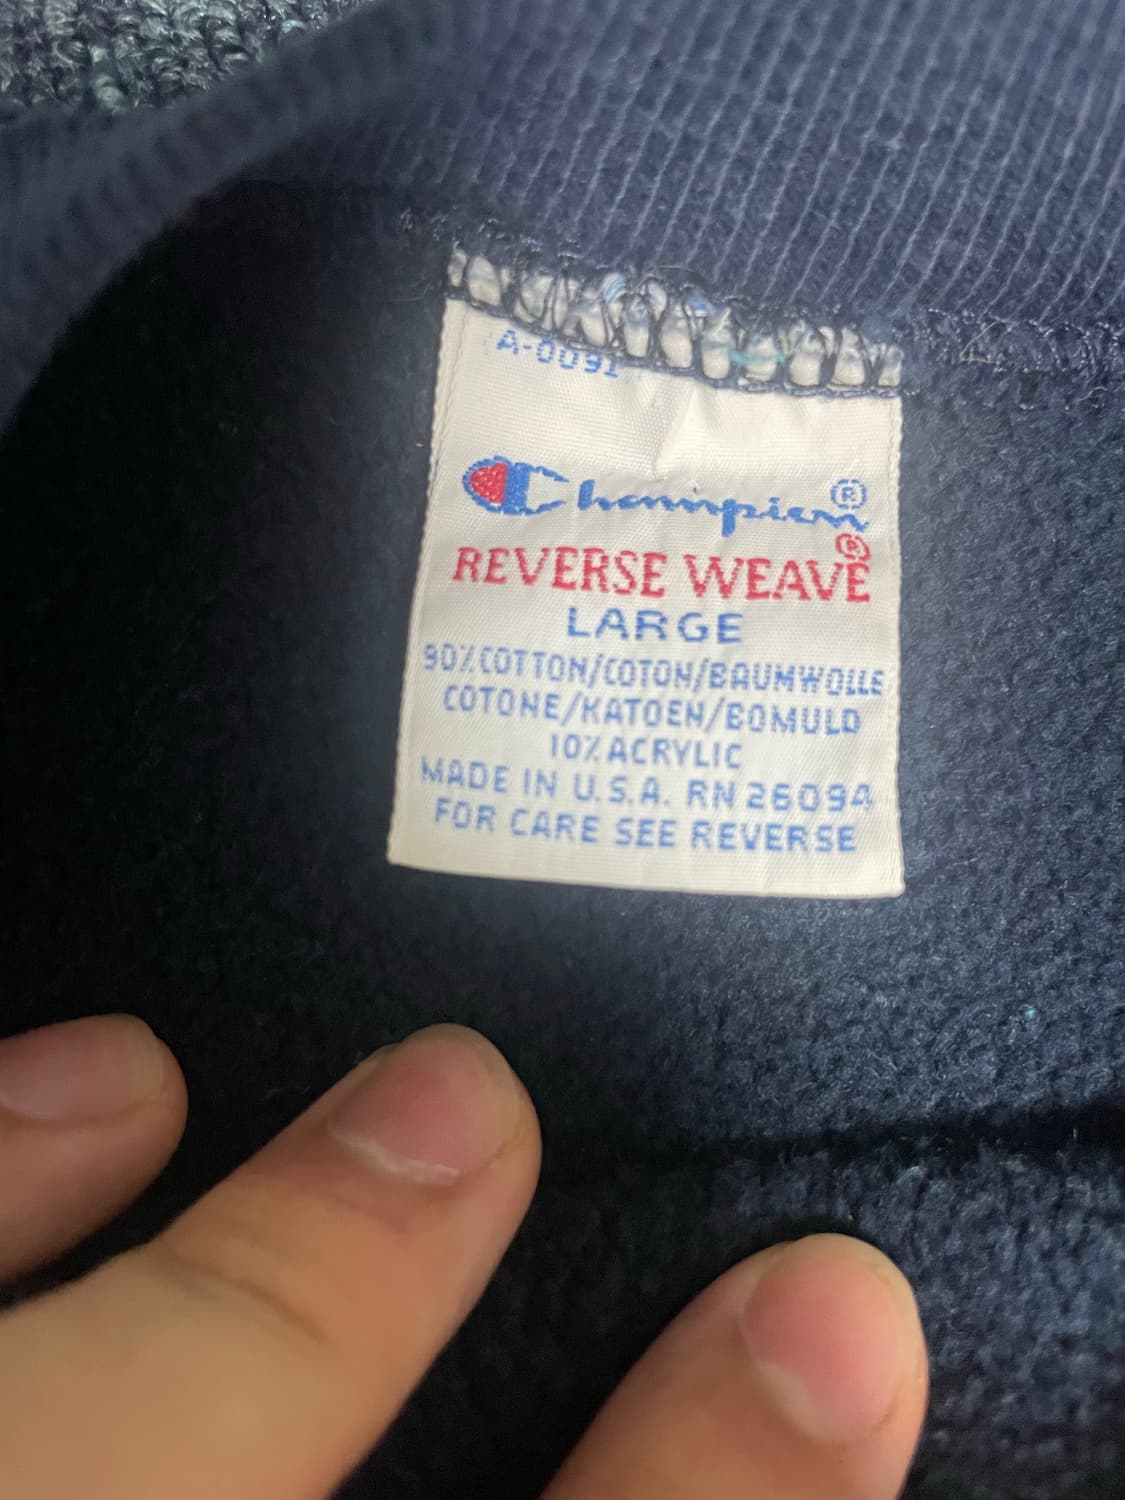 A-0091
Champion®
REVERSE WEAVE®
LARGE
90%COTTON/COTON/BAUMWOLLE
COTONE/KATOEN/BOMULD
10%ACRYLIC
MADE IN U.S.A. RN 26094
FOR CARE SEE REVERSE